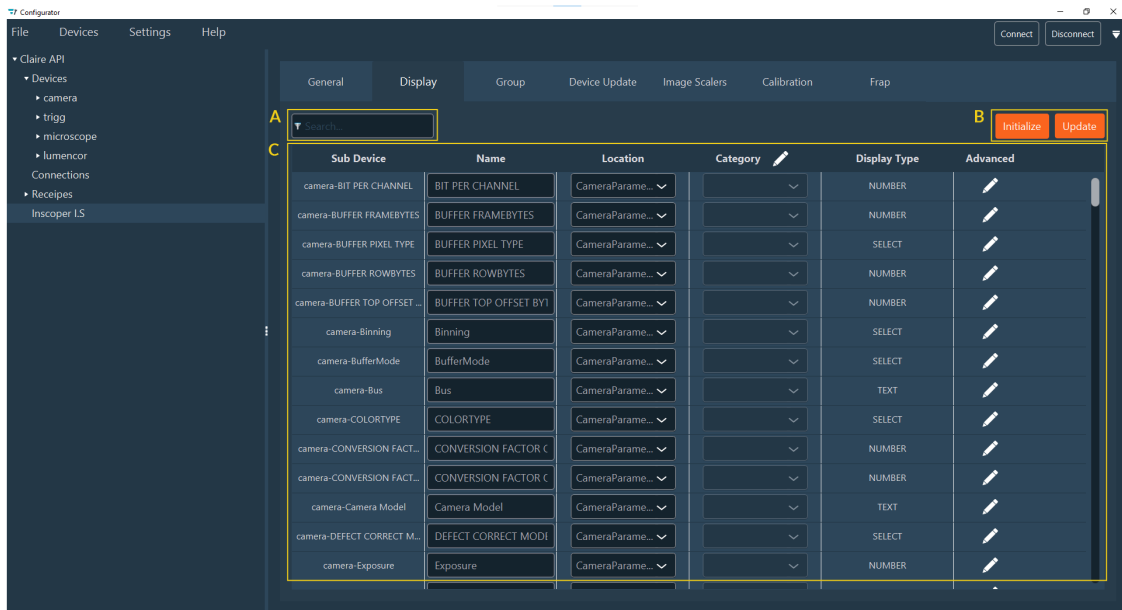 Configurator
File Devices Settings Help Connect Disconnect
Claire API
Devices
camera
trigg
microscope
lumencor
Connections
Receipes
Inscoper I.S
General Display Group Device Update Image Scalers Calibration Frap
A Search... B Initialize Update
C
Sub Device Name Location Category Display Type Advanced
camera-BIT PER CHANNEL BIT PER CHANNEL CameraParame... NUMBER
camera-BUFFER FRAMEBYTES BUFFER FRAMEBYTES CameraParame... NUMBER
camera-BUFFER PIXEL TYPE BUFFER PIXEL TYPE CameraParame... SELECT
camera-BUFFER ROWBYTES BUFFER ROWBYTES CameraParame... NUMBER
camera-BUFFER TOP OFFSET ... BUFFER TOP OFFSET BYT CameraParame... NUMBER
camera-Binning Binning CameraParame... SELECT
camera-BufferMode BufferMode CameraParame... SELECT
camera-Bus Bus CameraParame... TEXT
camera-COLORTYPE COLORTYPE CameraParame... SELECT
camera-CONVERSION FACT... CONVERSION FACTOR C CameraParame... NUMBER
camera-CONVERSION FACT... CONVERSION FACTOR C CameraParame... NUMBER
camera-Camera Model Camera Model CameraParame... TEXT
camera-DEFECT CORRECT M... DEFECT CORRECT MODE CameraParame... SELECT
camera-Exposure Exposure CameraParame... NUMBER